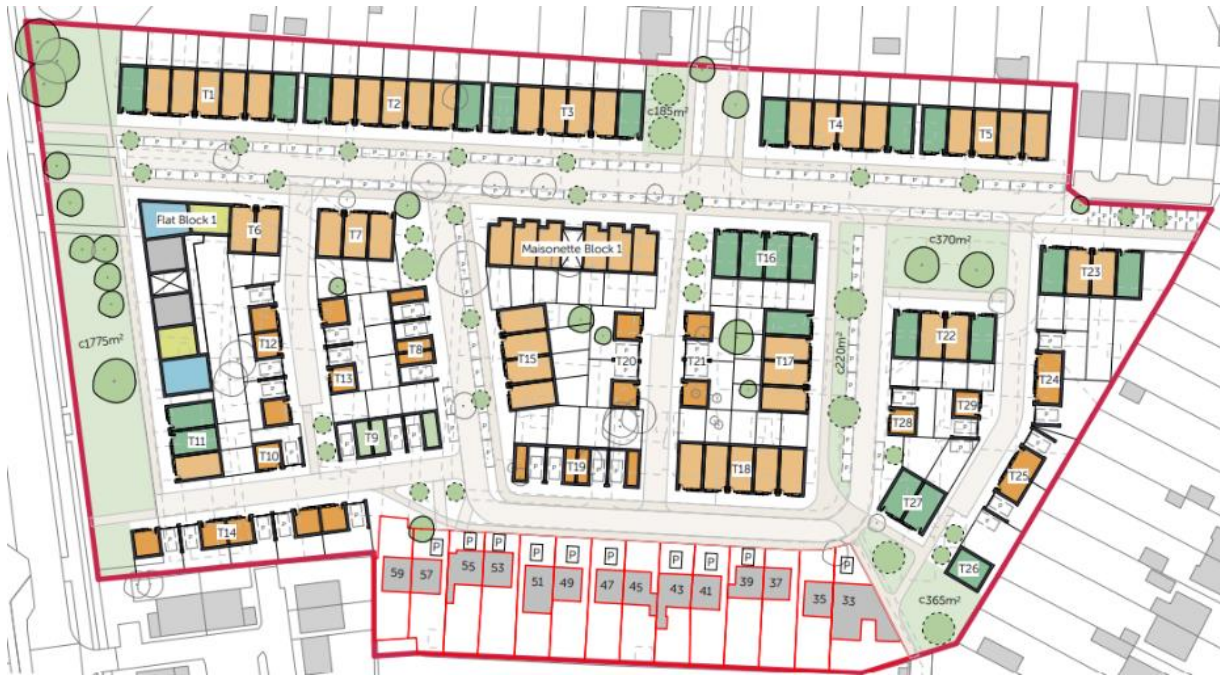 T1
T2
T3
c185m²
T4
T5
Flat Block 1
T6
T7
Maisonette Block 1
T16
c370m²
T23
c1775m²
T12
T13
T8
T15
T20
T21
T17
c220m²
T22
T24
T11
T10
T9
T19
T18
T28
T29
T25
T27
T26
T14
c365m²
59
57
P
55
P
53
P
51
P
49
P
47
45
43
P
41
P
39
P
37
35
33
P